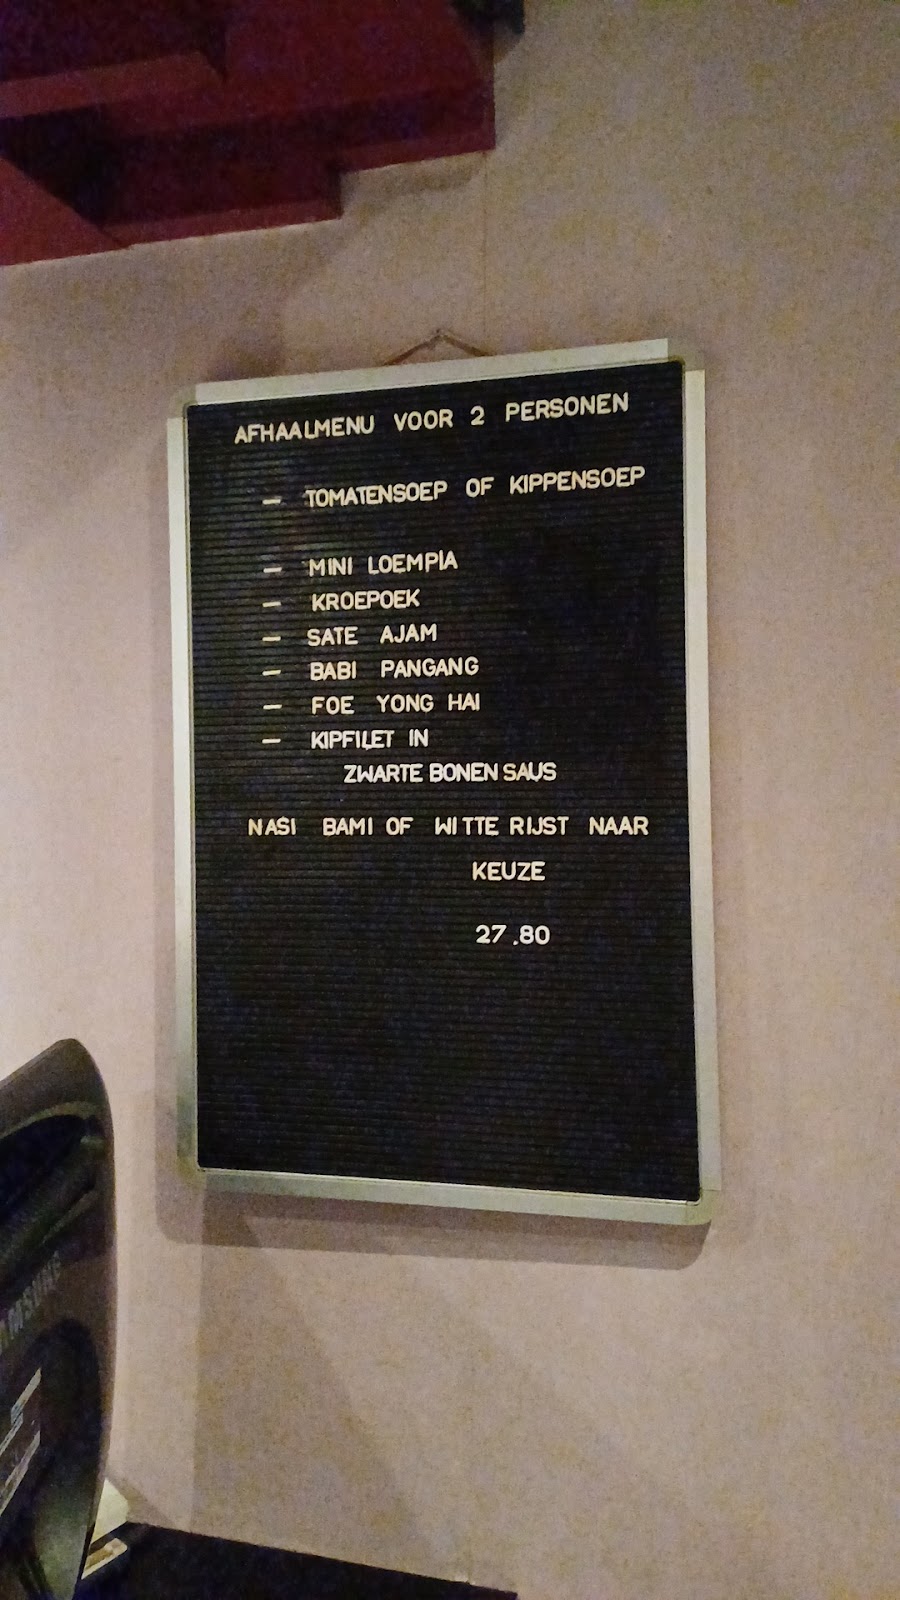 AFHAALMENU VOOR 2 PERSONEN
- TOMATENSOEP OF KIPPENSOEP
- MINI LOEMPIA
- KROEPOEK
- SATE AJAM
- BABI PANGANG
- FOE YONG HAI
- KIPFILET IN
ZWARTE BONEN SAUS
NASI BAMI OF WITTE RIJST NAAR
KEUZE
27.80
SAMSUNG